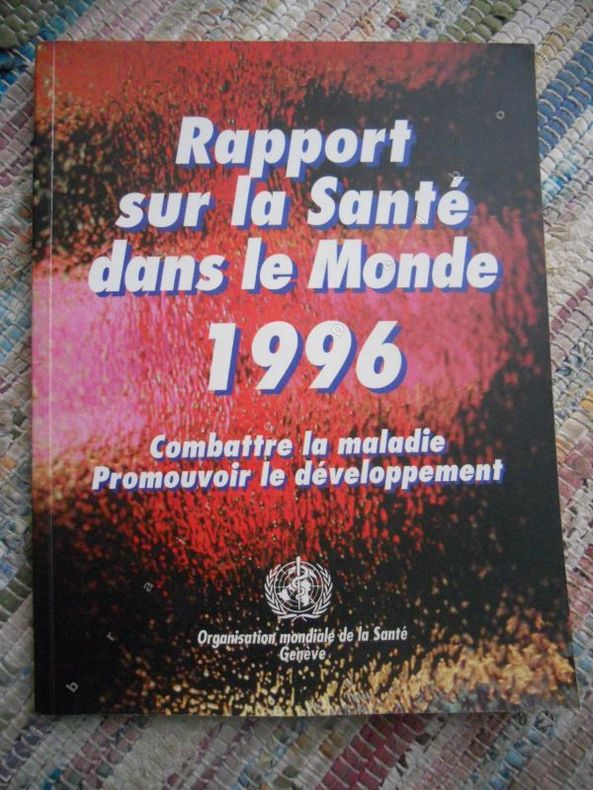 Rapport
sur la Santé
dans le Monde
1996
Combattre la maladie
Promouvoir le développement
Organisation mondiale de la Santé
Genève